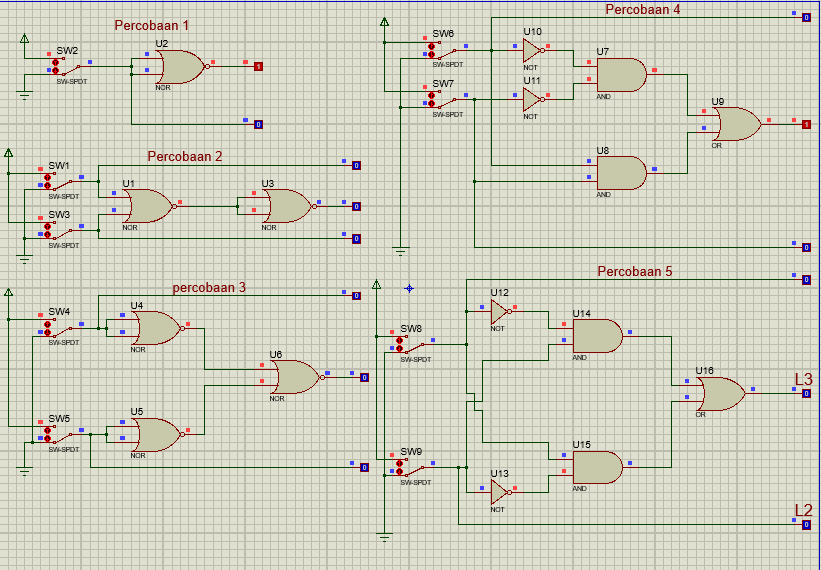 Percobaan 1
SW2
SW-SPDT
U2
NOR
1
0
Percobaan 2
SW1
SW-SPDT
SW3
SW-SPDT
U1
NOR
U3
NOR
0
0
0
percobaan 3
SW4
SW-SPDT
SW5
SW-SPDT
U4
NOR
U5
NOR
U6
NOR
0
0
0
Percobaan 4
SW6
SW-SPDT
SW7
SW-SPDT
U10
NOT
U11
NOT
U7
AND
U8
AND
U9
OR
0
1
0
Percobaan 5
SW8
SW-SPDT
SW9
SW-SPDT
U12
NOT
U13
NOT
U14
AND
U15
AND
U16
OR
0
L3
0
L2
0